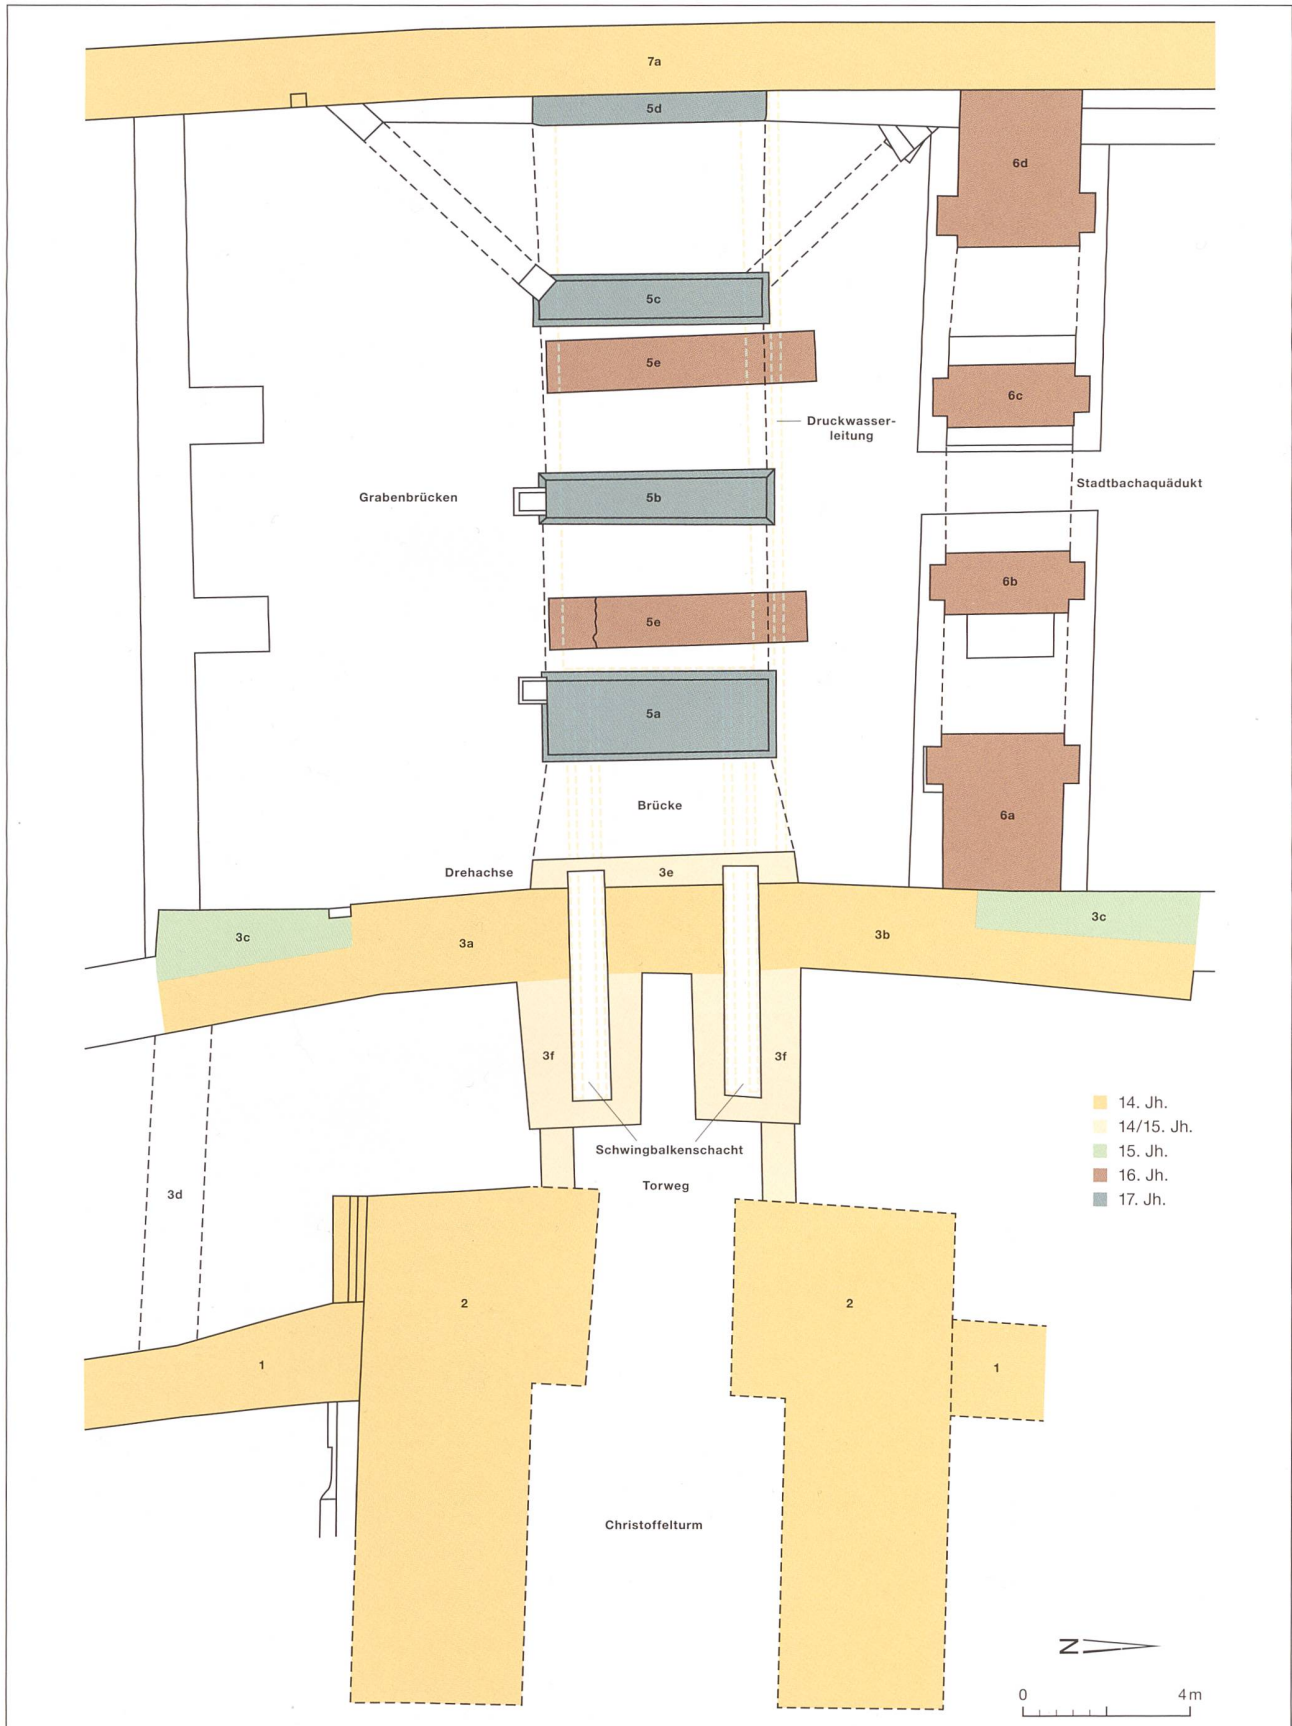 7a
5d
6d
5c
5e
6c
Druckwasser-
leitung
Stadtbachaquädukt
Grabenbrücken
5b
6b
5e
5a
Brücke
6a
Drehachse
3e
3c
3c
3a
3b
3f
3f
14. Jh.
14/15. Jh.
15. Jh.
16. Jh.
17. Jh.
Schwingbalkenschacht
Torweg
3d
2
2
1
1
Christoffelturm
N
0
4m